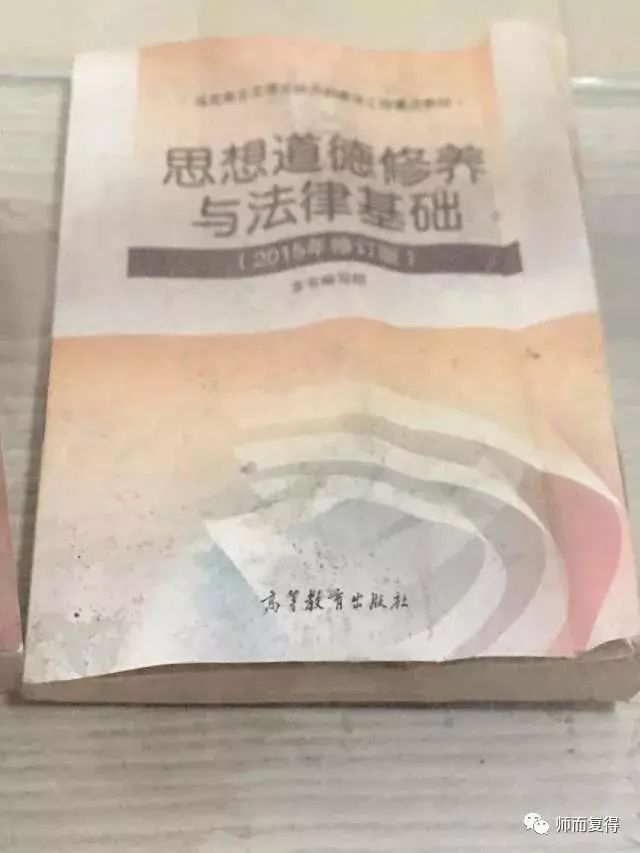 思想道德修养
与法律基础
（2015年修订版）
本书编写组
高等教育出版社
师而复得